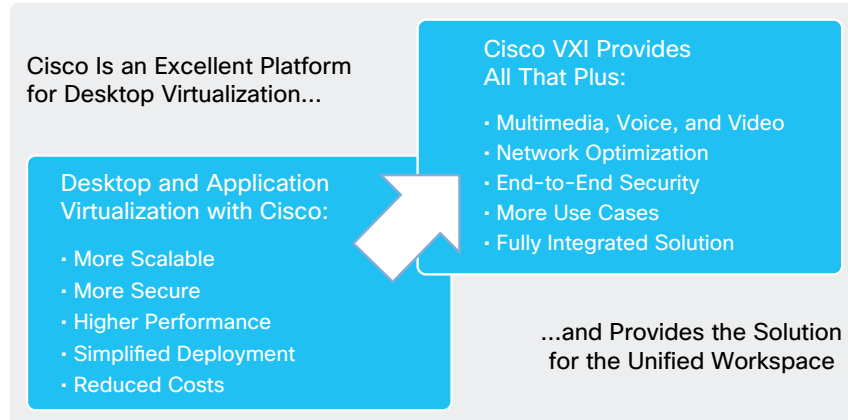 Cisco Is an Excellent Platform
for Desktop Virtualization...
Desktop and Application
Virtualization with Cisco:
• More Scalable
• More Secure
• Higher Performance
• Simplified Deployment
• Reduced Costs
Cisco VXI Provides
All That Plus:
• Multimedia, Voice, and Video
• Network Optimization
• End-to-End Security
• More Use Cases
• Fully Integrated Solution
...and Provides the Solution
for the Unified Workspace